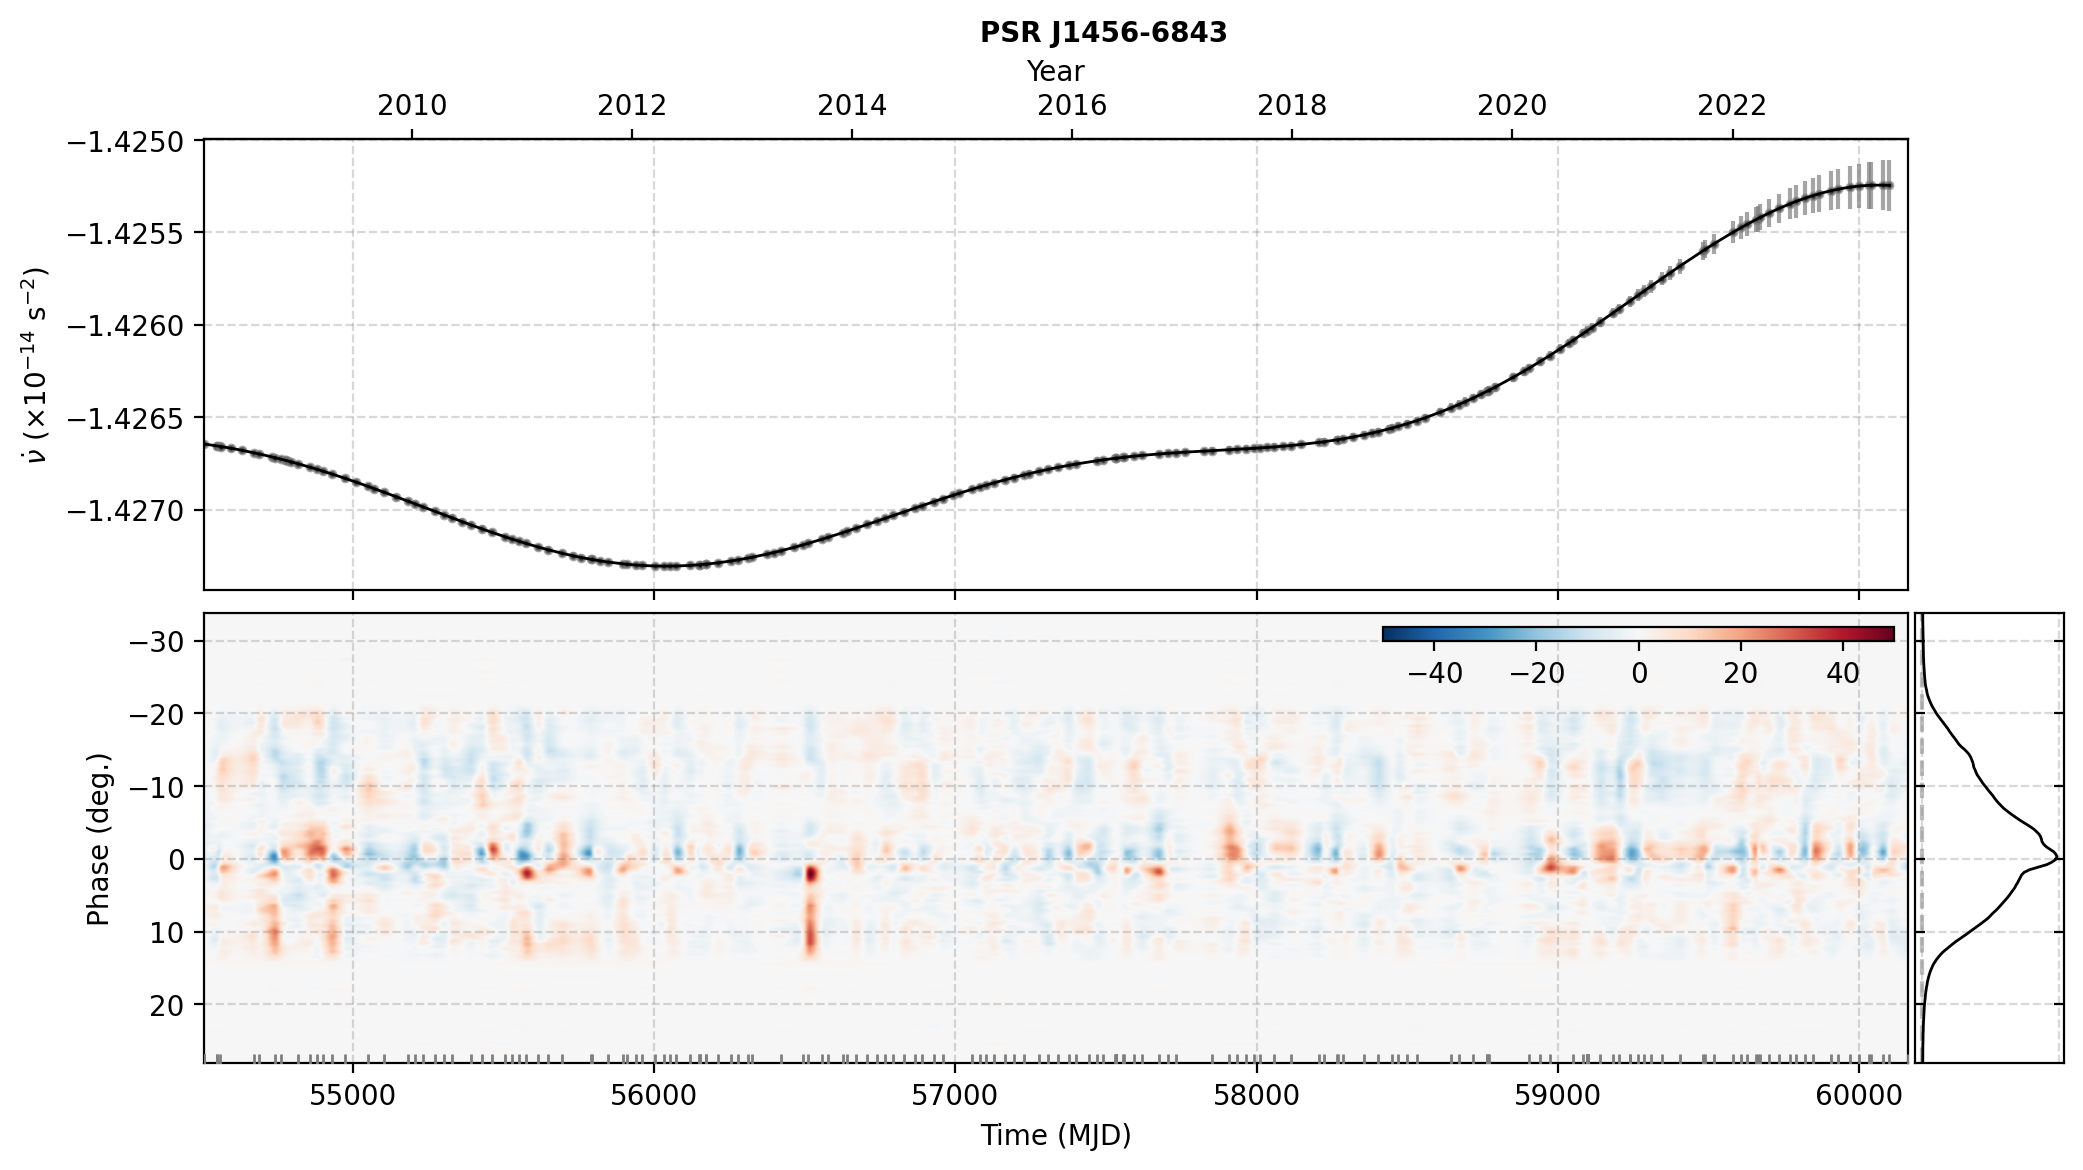 PSR J1456-6843
Year
2010 2012 2014 2016 2018 2020 2022
−1.4250
−1.4255
−1.4260
−1.4265
−1.4270
ν̇ (×10⁻¹⁴ s⁻²)
−30
−20
−10
0
10
20
Phase (deg.)
−40 −20 0 20 40
55000 56000 57000 58000 59000 60000
Time (MJD)